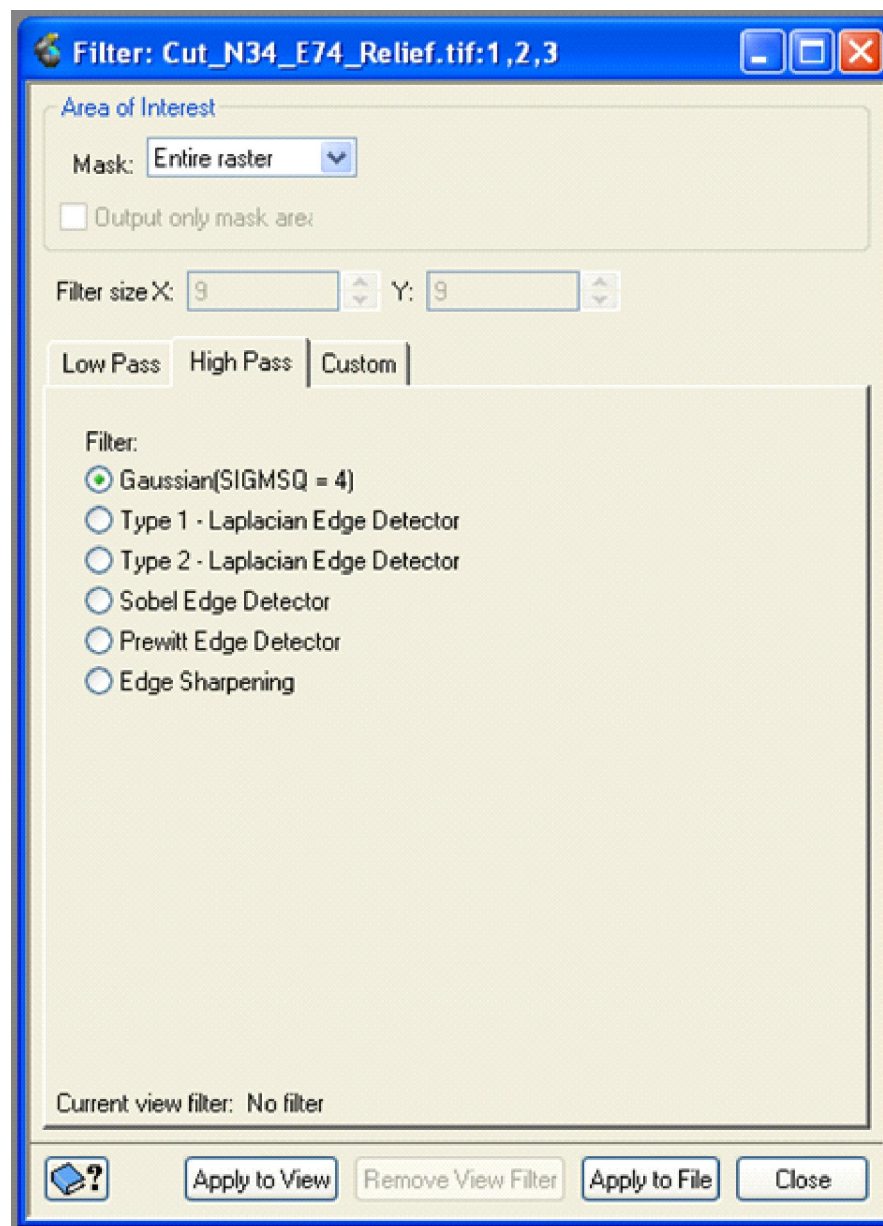 Filter: Cut_N34_E74_Relief.tif:1,2,3
Area of Interest
Mask: Entire raster
Output only mask area
Filter size X: 9 Y: 9
Low Pass High Pass Custom
Filter:
Gaussian(SIGMSQ = 4)
Type 1 - Laplacian Edge Detector
Type 2 - Laplacian Edge Detector
Sobel Edge Detector
Prewitt Edge Detector
Edge Sharpening
Current view filter: No filter
? Apply to View Remove View Filter Apply to File Close